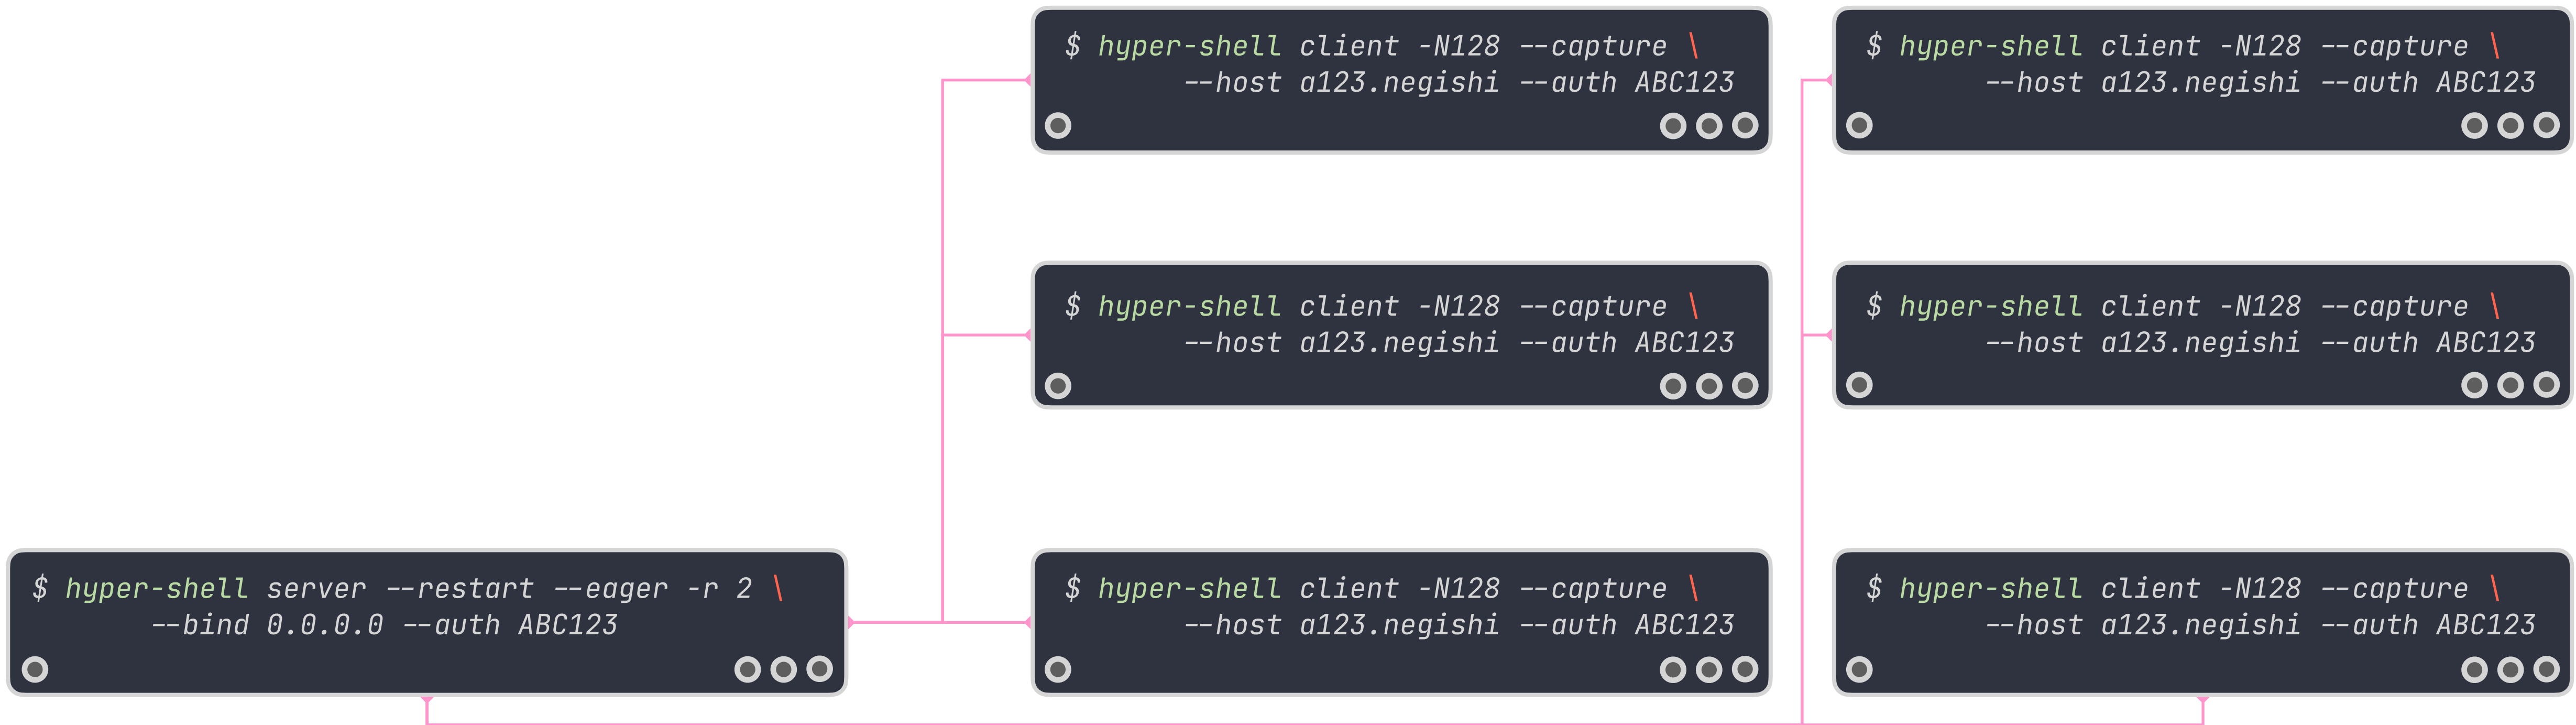 $ hyper-shell client -N128 --capture \
--host a123.negishi --auth ABC123
$ hyper-shell client -N128 --capture \
--host a123.negishi --auth ABC123
$ hyper-shell client -N128 --capture \
--host a123.negishi --auth ABC123
$ hyper-shell client -N128 --capture \
--host a123.negishi --auth ABC123
$ hyper-shell server --restart --eager -r 2 \
--bind 0.0.0.0 --auth ABC123
$ hyper-shell client -N128 --capture \
--host a123.negishi --auth ABC123
$ hyper-shell client -N128 --capture \
--host a123.negishi --auth ABC123